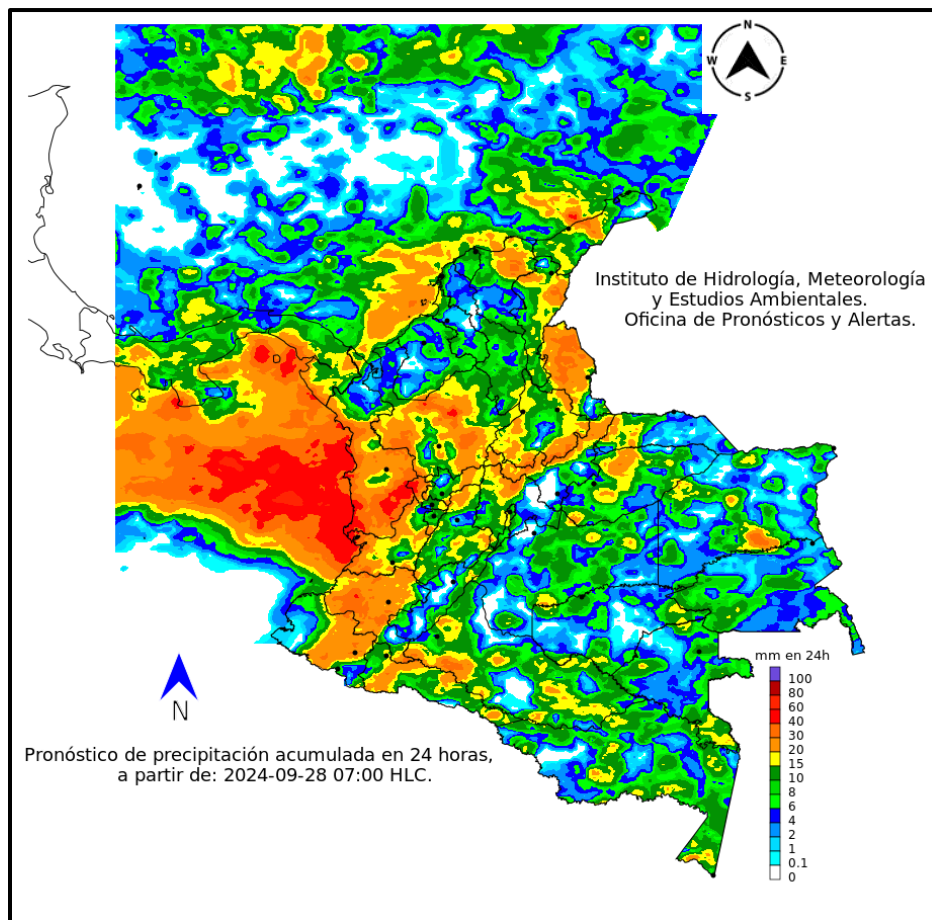 N
W E
S
Instituto de Hidrología, Meteorología
y Estudios Ambientales.
Oficina de Pronósticos y Alertas.
mm en 24h
100
80
60
40
30
20
15
10
8
6
4
2
1
0.1
0
N
Pronóstico de precipitación acumulada en 24 horas,
a partir de: 2024-09-28 07:00 HLC.